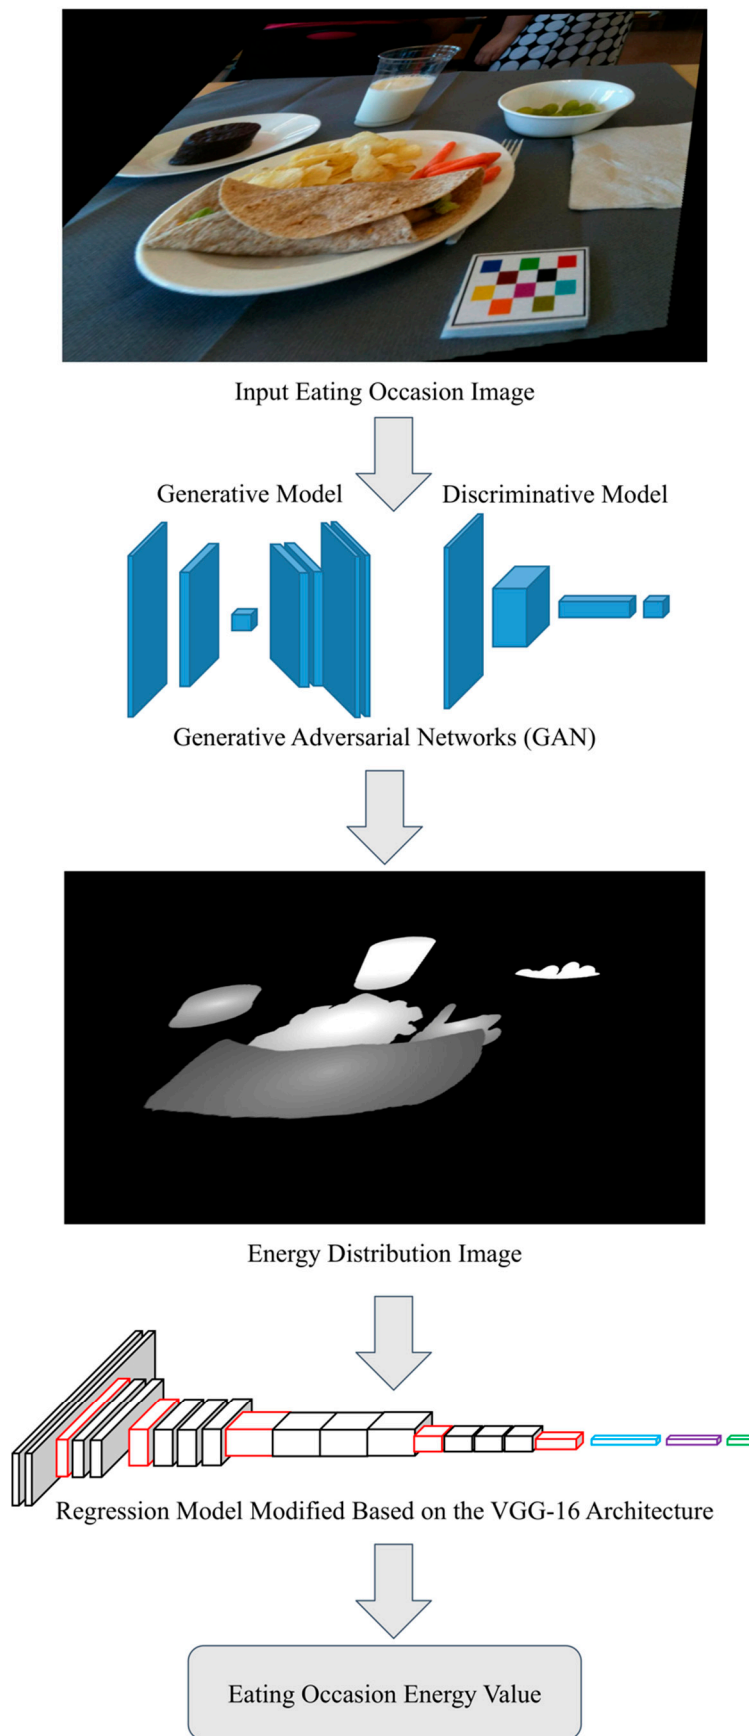 Input Eating Occasion Image
Generative Model
Discriminative Model
Generative Adversarial Networks (GAN)
Energy Distribution Image
Regression Model Modified Based on the VGG-16 Architecture
Eating Occasion Energy Value